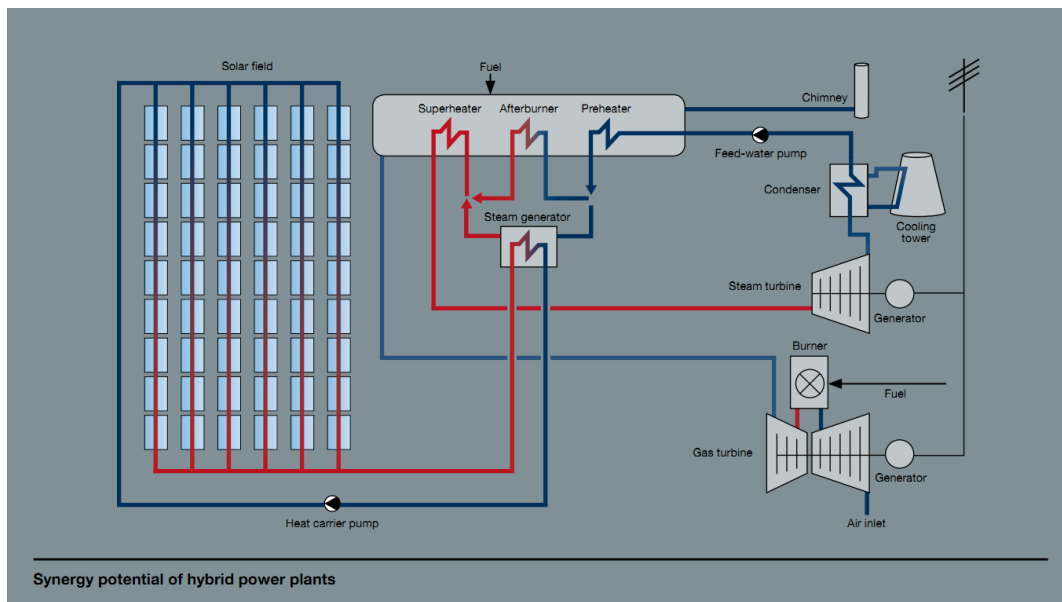 Solar field
Fuel
Superheater
Afterburner
Preheater
Chimney
Feed-water pump
Condenser
Cooling
tower
Steam generator
Steam turbine
Generator
Burner
Fuel
Gas turbine
Generator
Heat carrier pump
Air inlet
Synergy potential of hybrid power plants